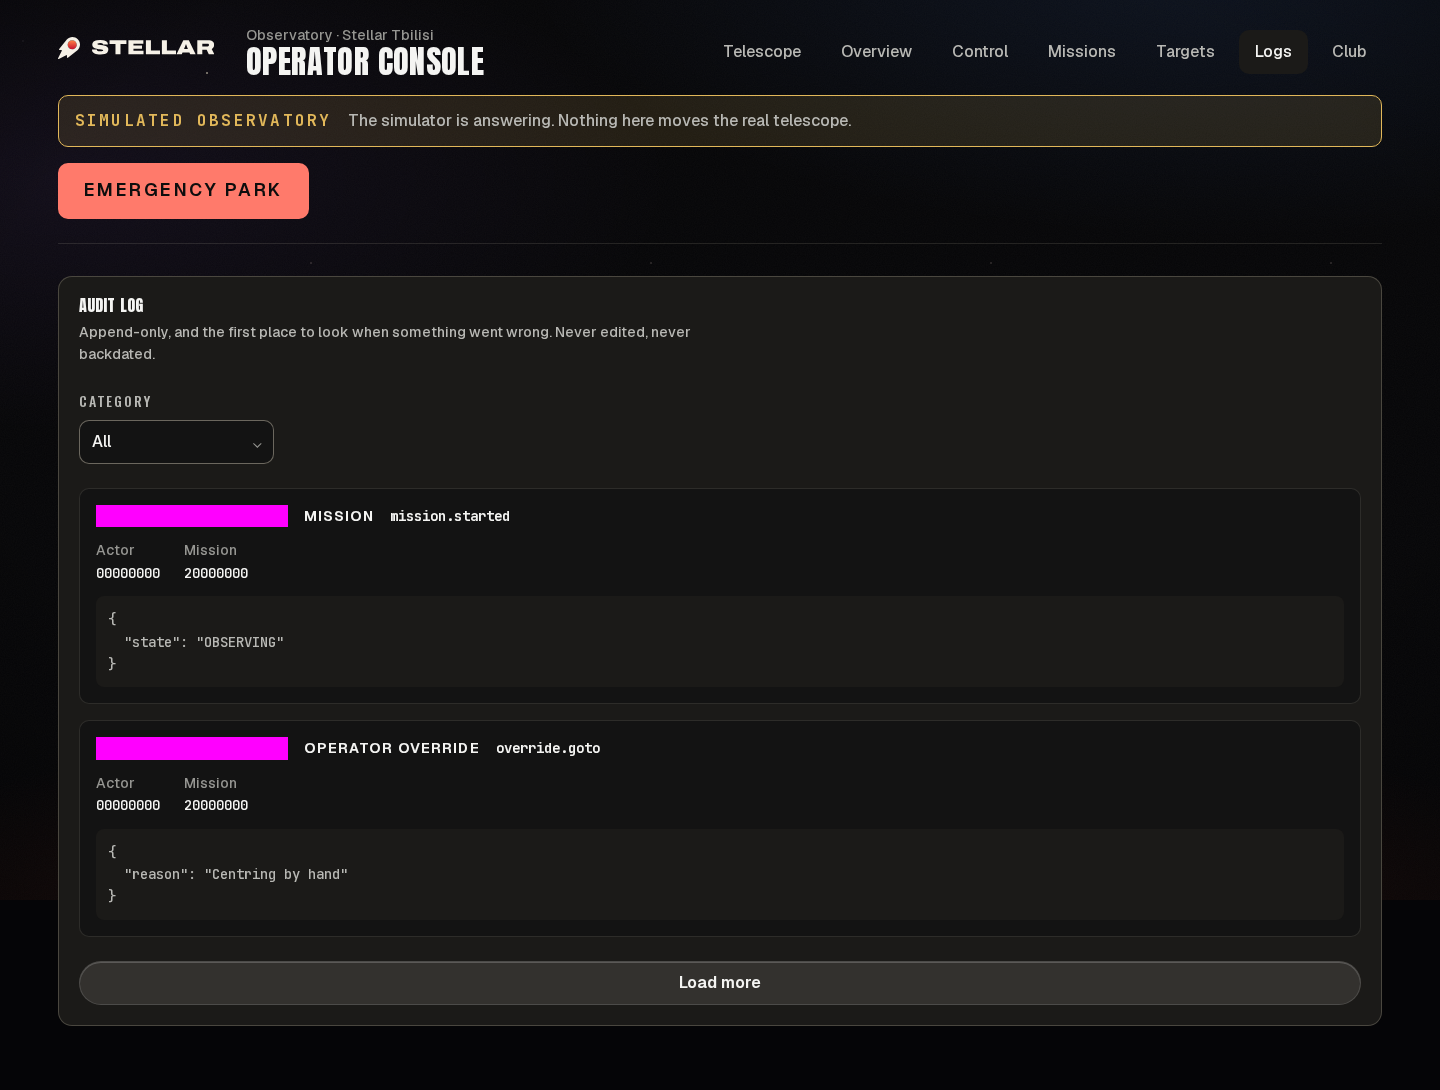 STELLAR
Observatory · Stellar Tbilisi
OPERATOR CONSOLE
Telescope
Overview
Control
Missions
Targets
Logs
Club
SIMULATED OBSERVATORY
The simulator is answering. Nothing here moves the real telescope.
EMERGENCY PARK
AUDIT LOG
Append-only, and the first place to look when something went wrong. Never edited, never
backdated.
CATEGORY
All
MISSION mission.started
Actor Mission
00000000 20000000
{
"state": "OBSERVING"
}
OPERATOR OVERRIDE override.goto
Actor Mission
00000000 20000000
{
"reason": "Centring by hand"
}
Load more